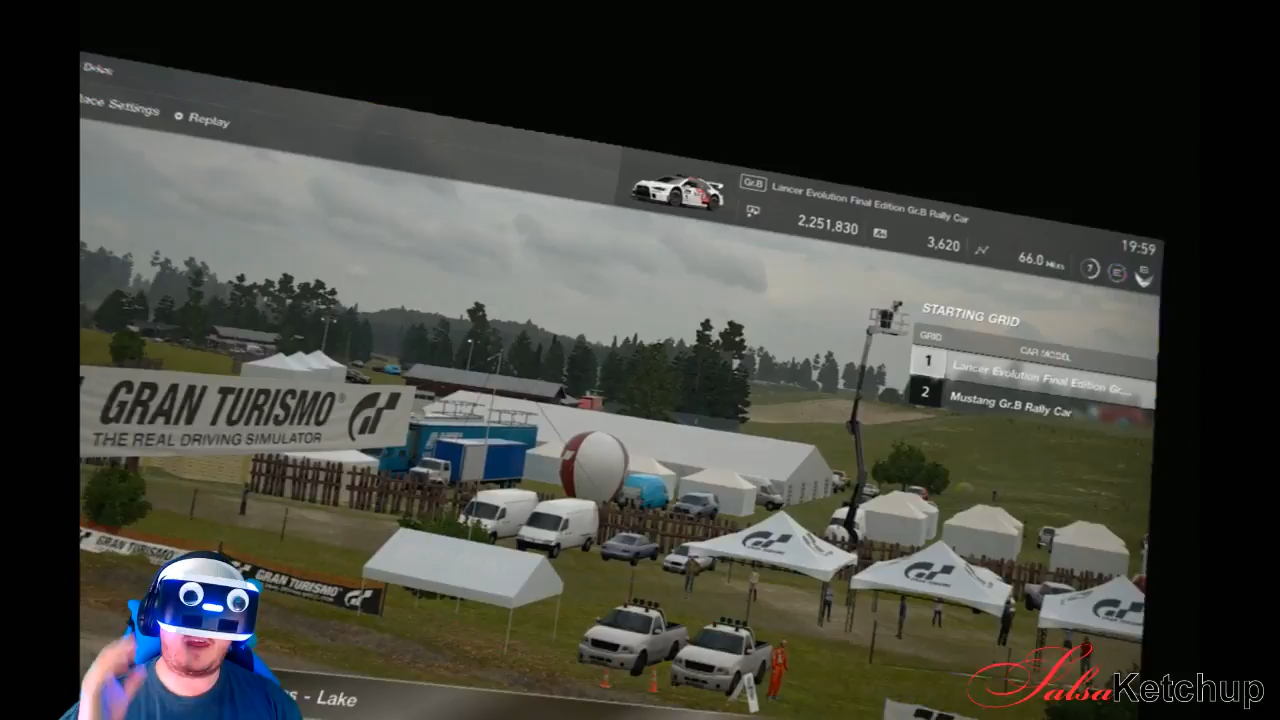 Drive
ace Settings Replay
Gr.B Lancer Evolution Final Edition Gr.B Rally Car
2,251,830 3,620 66.0 Miles 7
19:59
STARTING GRID
GRID CAR MODEL
1 Lancer Evolution Final Edition Gr...
2 Mustang Gr.B Rally Car
GRAN TURISMO®
THE REAL DRIVING SIMULATOR
GRAN TURISMO
GRAN TURISMO
s - Lake
SalsaKetchup